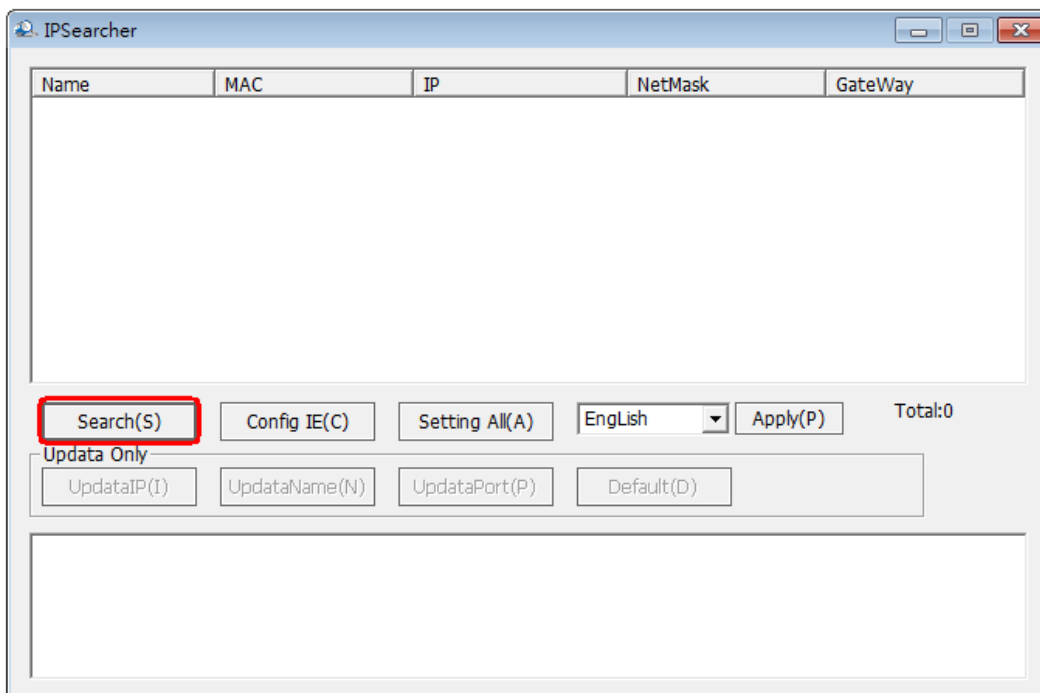 IPSearcher
Name MAC IP NetMask GateWay
Search(S) Config IE(C) Setting All(A) EngLish Apply(P) Total:0
Updata Only
UpdataIP(I) UpdataName(N) UpdataPort(P) Default(D)